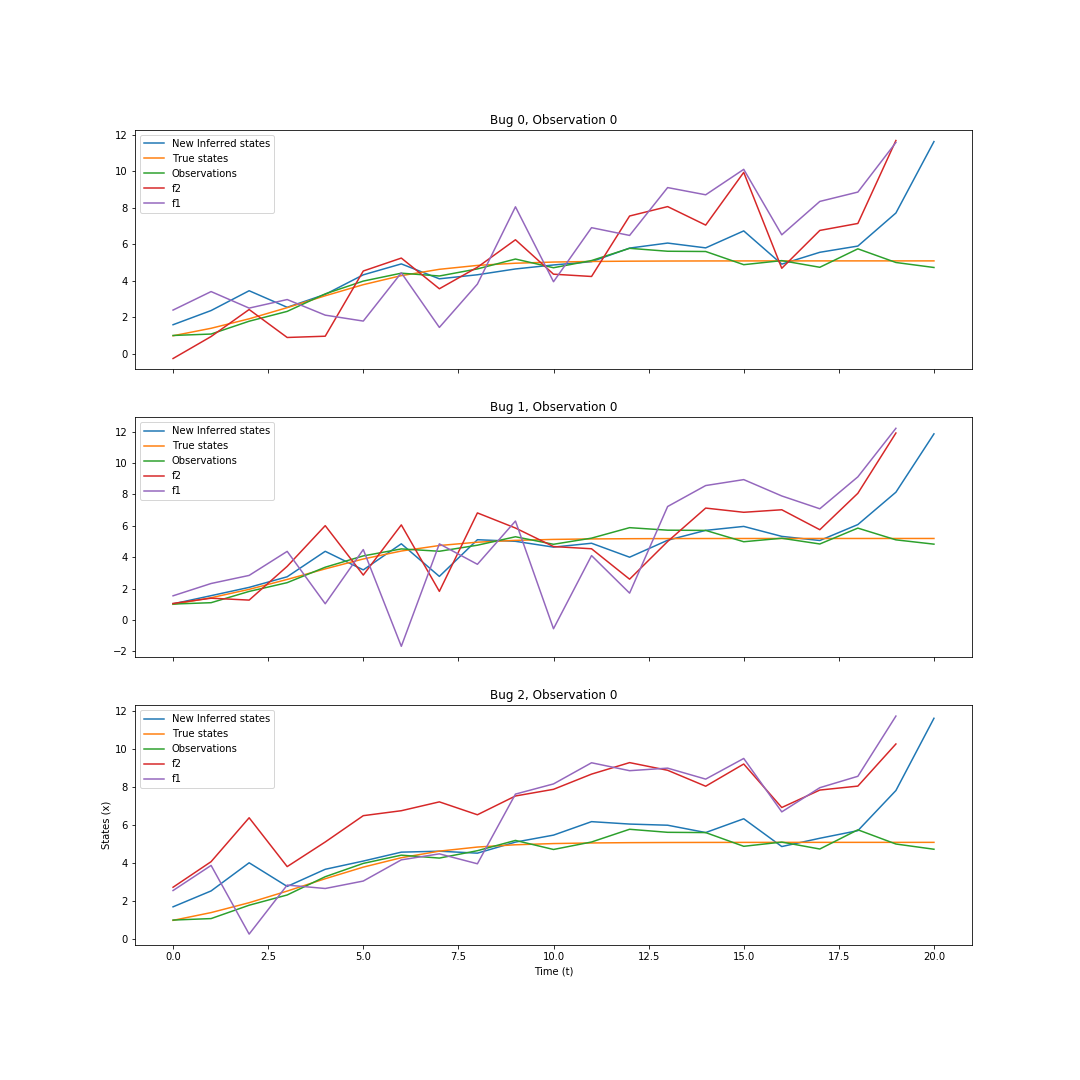 Bug 0, Observation 0
12
10
8
6
4
2
0
New Inferred states
True states
Observations
f2
f1
Bug 1, Observation 0
12
10
8
6
4
2
0
−2
New Inferred states
True states
Observations
f2
f1
Bug 2, Observation 0
12
10
8
6
4
2
0
States (x)
New Inferred states
True states
Observations
f2
f1
0.0 2.5 5.0 7.5 10.0 12.5 15.0 17.5 20.0
Time (t)